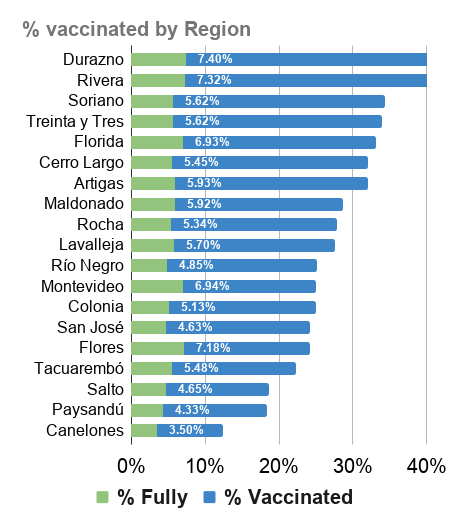 % vaccinated by Region
Durazno 7.40%
Rivera 7.32%
Soriano 5.62%
Treinta y Tres 5.62%
Florida 6.93%
Cerro Largo 5.45%
Artigas 5.93%
Maldonado 5.92%
Rocha 5.34%
Lavalleja 5.70%
Río Negro 4.85%
Montevideo 6.94%
Colonia 5.13%
San José 4.63%
Flores 7.18%
Tacuarembó 5.48%
Salto 4.65%
Paysandú 4.33%
Canelones 3.50%
0% 10% 20% 30% 40%
% Fully % Vaccinated